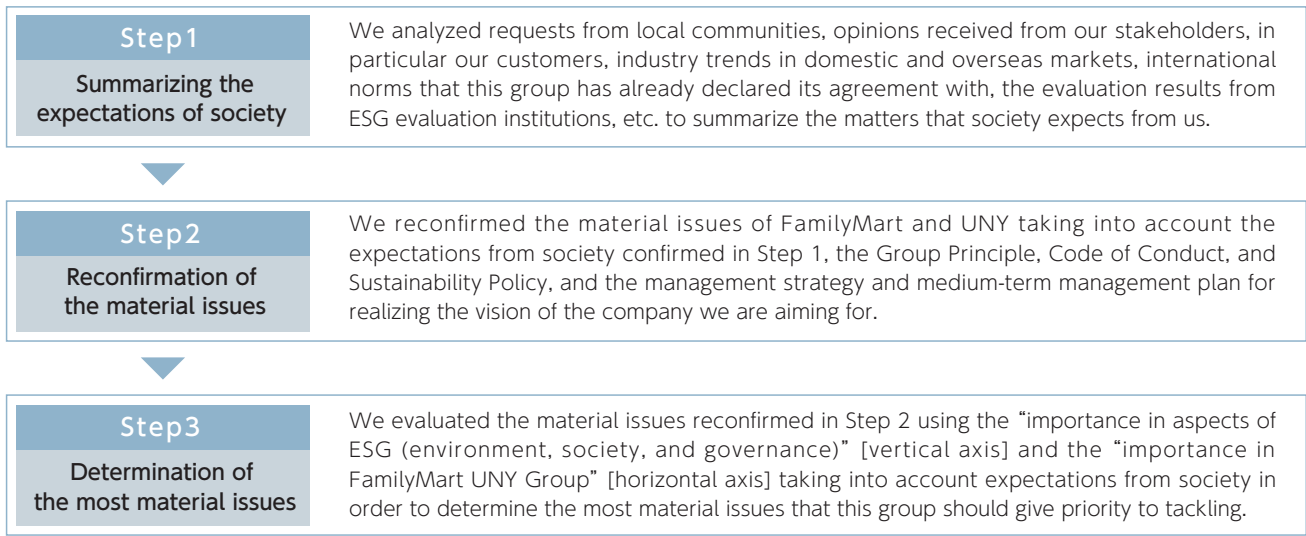 Step1
Summarizing the
expectations of society
We analyzed requests from local communities, opinions received from our stakeholders, in
particular our customers, industry trends in domestic and overseas markets, international
norms that this group has already declared its agreement with, the evaluation results from
ESG evaluation institutions, etc. to summarize the matters that society expects from us.
Step2
Reconfirmation of
the material issues
We reconfirmed the material issues of FamilyMart and UNY taking into account the
expectations from society confirmed in Step 1, the Group Principle, Code of Conduct, and
Sustainability Policy, and the management strategy and medium-term management plan for
realizing the vision of the company we are aiming for.
Step3
Determination of
the most material issues
We evaluated the material issues reconfirmed in Step 2 using the “importance in aspects of
ESG (environment, society, and governance)” [vertical axis] and the “importance in
FamilyMart UNY Group” [horizontal axis] taking into account expectations from society in
order to determine the most material issues that this group should give priority to tackling.